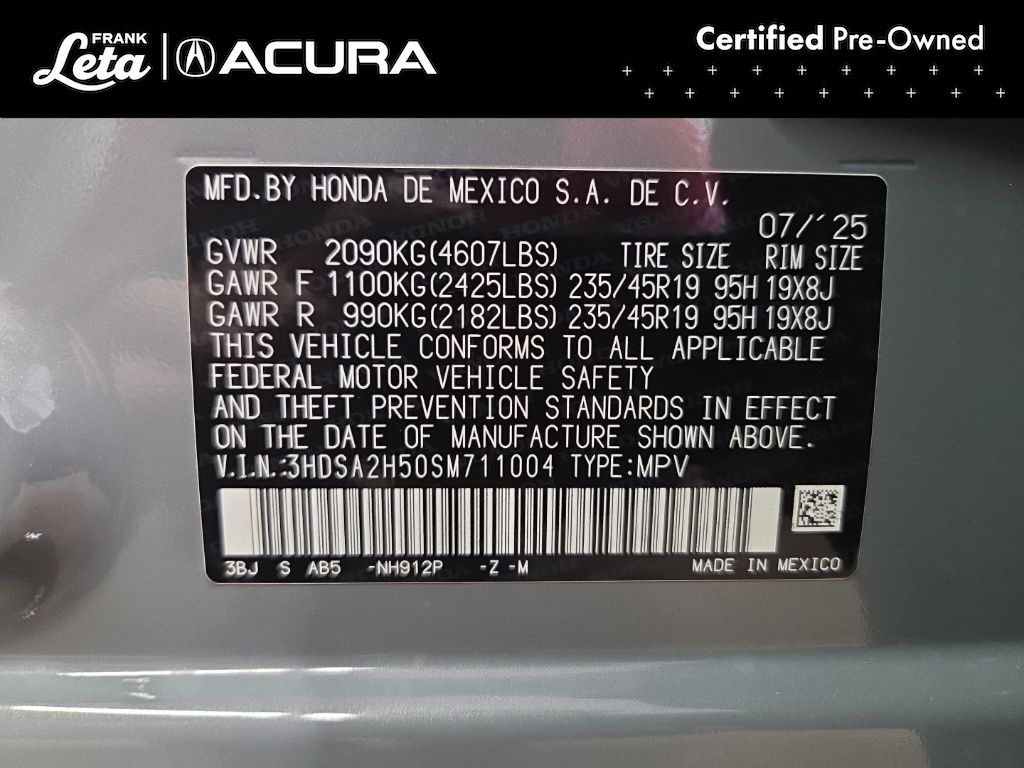 FRANK
Leta
ACURA
Certified Pre-Owned
MFD.BY HONDA DE MEXICO S.A. DE C.V.
07/'25
GVWR 2090KG(4607LBS) TIRE SIZE RIM SIZE
GAWR F 1100KG(2425LBS) 235/45R19 95H 19X8J
GAWR R 990KG(2182LBS) 235/45R19 95H 19X8J
THIS VEHICLE CONFORMS TO ALL APPLICABLE
FEDERAL MOTOR VEHICLE SAFETY
AND THEFT PREVENTION STANDARDS IN EFFECT
ON THE DATE OF MANUFACTURE SHOWN ABOVE.
V.I.N.:3HDSA2H50SM711004 TYPE:MPV
3BJ S AB5 -NH912P -Z -M MADE IN MEXICO